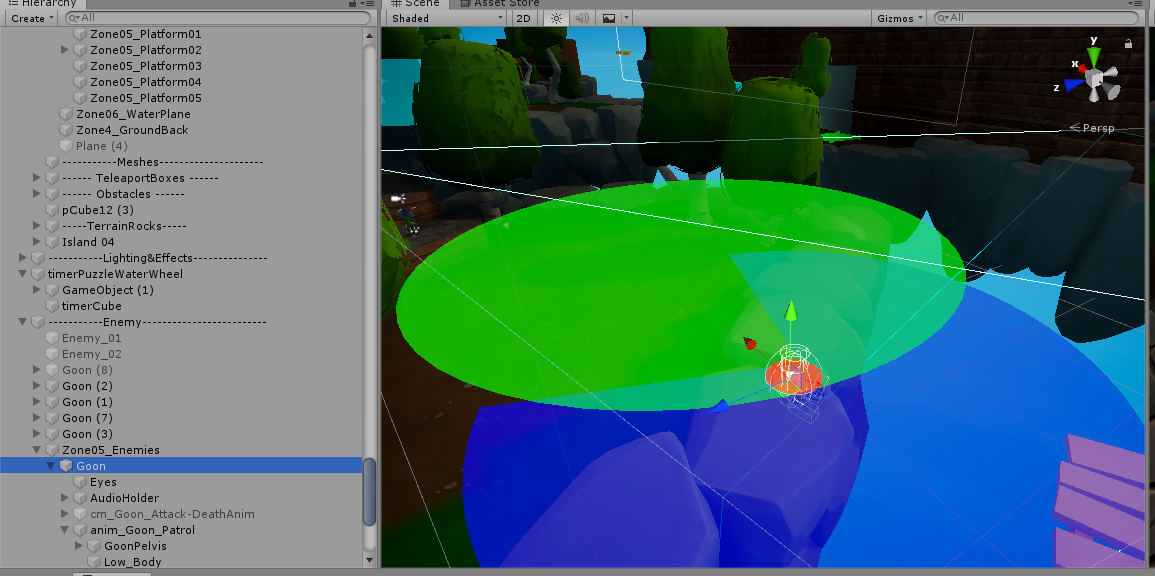 Hierarchy
Scene
Asset Store
Create
All
Shaded
2D
Gizmos
All
Zone05_Platform01
Zone05_Platform02
Zone05_Platform03
Zone05_Platform04
Zone05_Platform05
Zone06_WaterPlane
Zone4_GroundBack
Plane (4)
-----------Meshes---------------------
------ TeleaportBoxes ------
------ Obstacles ------
pCube12 (3)
-----TerrainRocks-----
Island 04
-----------Lighting&Effects---------------
timerPuzzleWaterWheel
GameObject (1)
timerCube
-----------Enemy-------------------------
Enemy_01
Enemy_02
Goon (8)
Goon (2)
Goon (1)
Goon (7)
Goon (3)
Zone05_Enemies
Goon
Eyes
AudioHolder
cm_Goon_Attack-DeathAnim
anim_Goon_Patrol
GoonPelvis
Low_Body
y
x
z
Persp